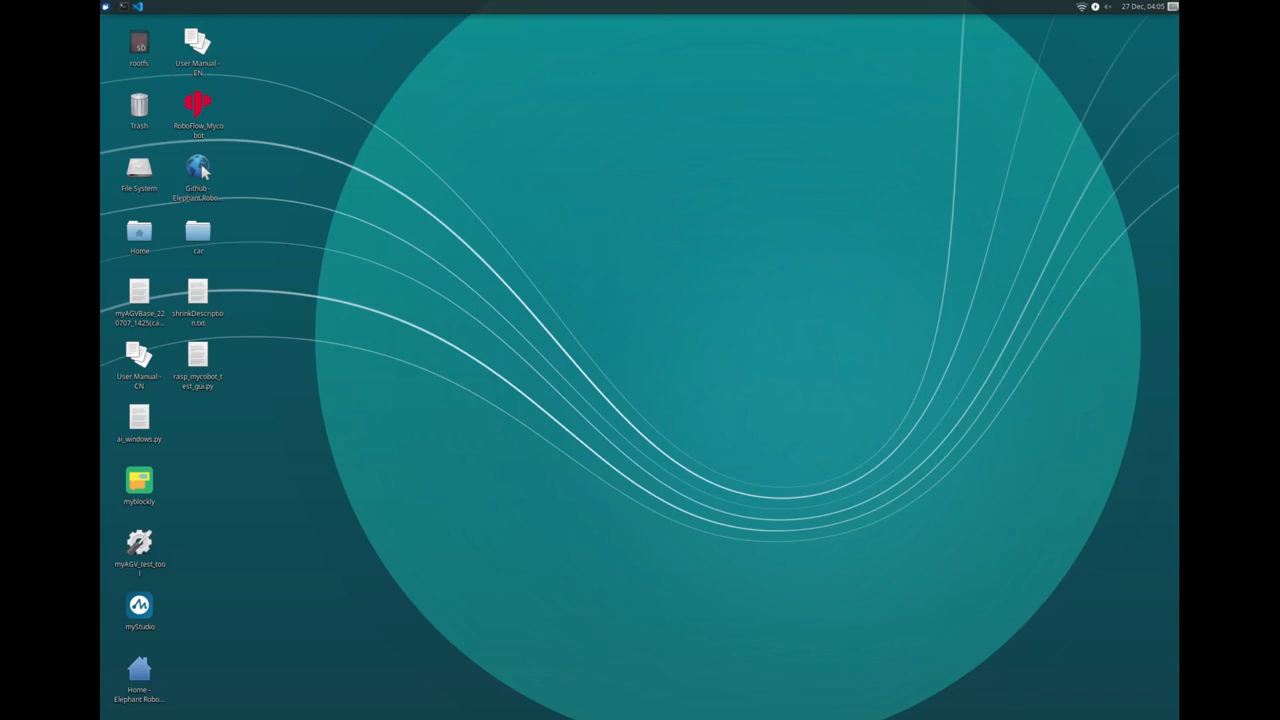 27 Dec, 04:05
SD
rootfs
User Manual -
EN
Trash
RoboFlow_Myco
bot
File System
Github -
Elephant Robo...
Home
car
myAGVBase_22
0707_1425(ca...
shrinkDescriptio
n.txt
User Manual -
CN
rasp_mycobot_t
est_gui.py
ai_windows.py
myblockly
myAGV_test_too
l
myStudio
Home -
Elephant Robo...